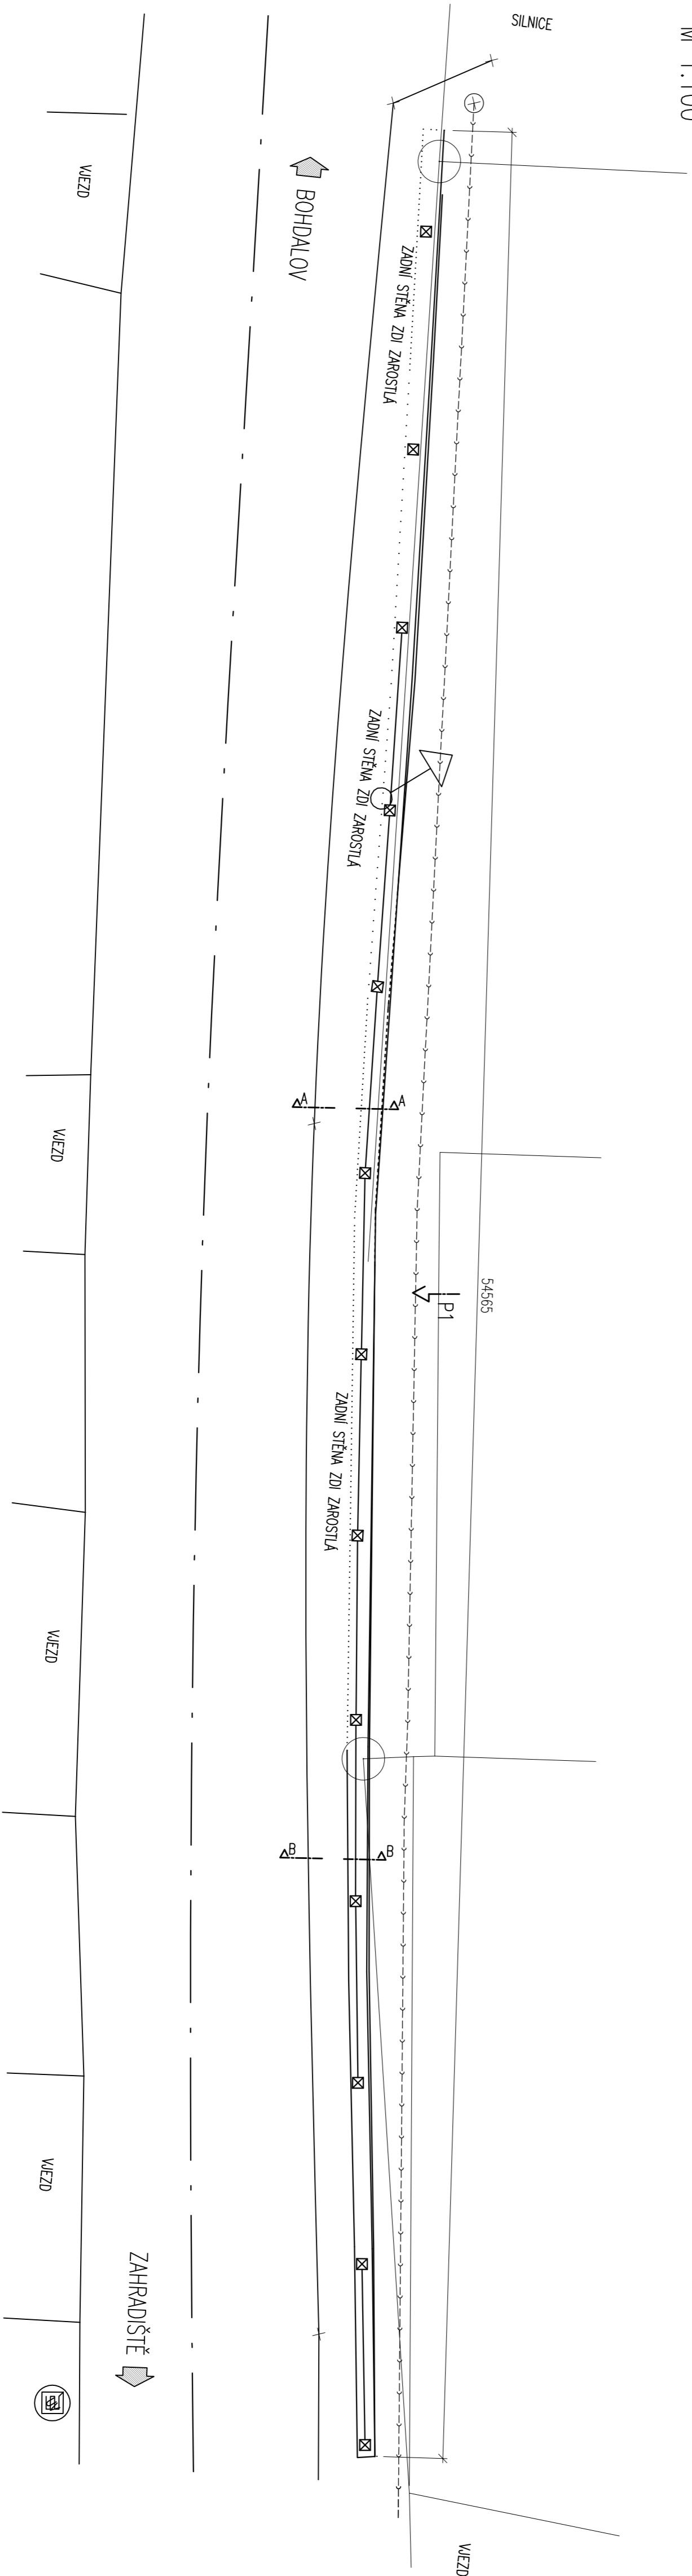 M 1:100
SILNICE
VJEZD
BOHDALOV
ZADNÍ STĚNA ZDI ZAROSTLÁ
ZADNÍ STĚNA ZDI ZAROSTLÁ
A
A
VJEZD
54565
P1
ZADNÍ STĚNA ZDI ZAROSTLÁ
VJEZD
B
B
VJEZD
ZAHRADIŠTĚ
VJEZD